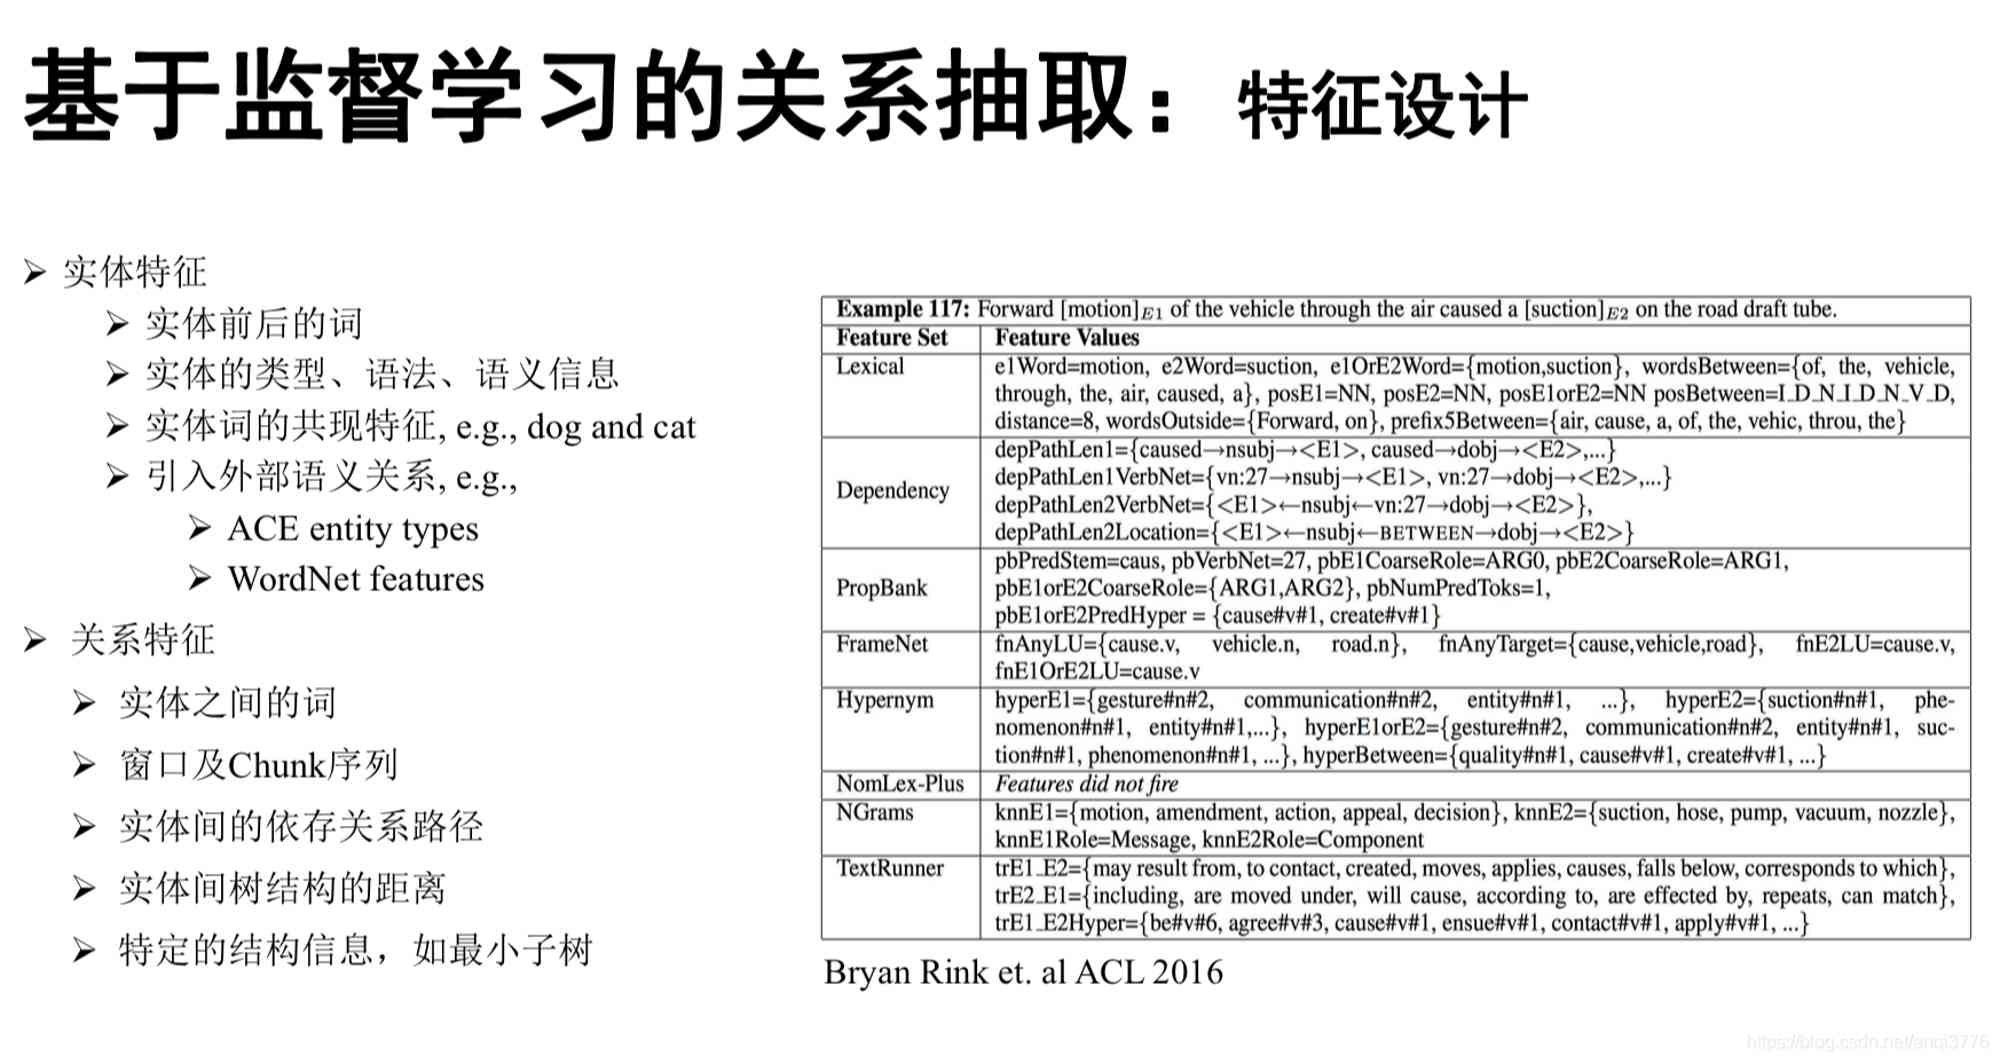 基于监督学习的关系抽取：特征设计
➢ 实体特征
➢ 实体前后的词
➢ 实体的类型、语法、语义信息
➢ 实体词的共现特征, e.g., dog and cat
➢ 引入外部语义关系, e.g.,
➢ ACE entity types
➢ WordNet features
➢ 关系特征
➢ 实体之间的词
➢ 窗口及Chunk序列
➢ 实体间的依存关系路径
➢ 实体间树结构的距离
➢ 特定的结构信息，如最小子树
Example 117: Forward [motion]E1 of the vehicle through the air caused a [suction]E2 on the road draft tube.
Feature Set Feature Values
Lexical e1Word=motion, e2Word=suction, e1OrE2Word={motion,suction}, wordsBetween={of, the, vehicle,
through, the, air, caused, a}, posE1=NN, posE2=NN, posE1orE2=NN posBetween=I_D_N_I_D_N_V_D,
distance=8, wordsOutside={Forward, on}, prefix5Between={air, cause, a, of, the, vehic, throu, the}
Dependency depPathLen1={caused→nsubj→<E1>, caused→dobj→<E2>,...}
depPathLen1VerbNet={vn:27→nsubj→<E1>, vn:27→dobj→<E2>,...}
depPathLen2VerbNet={<E1>←nsubj←vn:27→dobj→<E2>},
depPathLen2Location={<E1>←nsubj←BETWEEN→dobj→<E2>}
PropBank pbPredStem=caus, pbVerbNet=27, pbE1CoarseRole=ARG0, pbE2CoarseRole=ARG1,
pbE1orE2CoarseRole={ARG1,ARG2}, pbNumPredToks=1,
pbE1orE2PredHyper = {cause#v#1, create#v#1}
FrameNet fnAnyLU={cause.v, vehicle.n, road.n}, fnAnyTarget={cause,vehicle,road}, fnE2LU=cause.v,
fnE1OrE2LU=cause.v
Hypernym hyperE1={gesture#n#2, communication#n#2, entity#n#1, ...}, hyperE2={suction#n#1, phe-
nomenon#n#1, entity#n#1,...}, hyperE1orE2={gesture#n#2, communication#n#2, entity#n#1, suc-
tion#n#1, phenomenon#n#1, ...}, hyperBetween={quality#n#1, cause#v#1, create#v#1, ...}
NomLex-Plus Features did not fire
NGrams knnE1={motion, amendment, action, appeal, decision}, knnE2={suction, hose, pump, vacuum, nozzle},
knnE1Role=Message, knnE2Role=Component
TextRunner trE1_E2={may result from, to contact, created, moves, applies, causes, falls below, corresponds to which},
trE2_E1={including, are moved under, will cause, according to, are effected by, repeats, can match},
trE1_E2Hyper={be#v#6, agree#v#3, cause#v#1, ensue#v#1, contact#v#1, apply#v#1, ...}
Bryan Rink et. al ACL 2016
https://blog.csdn.net/anqi3776